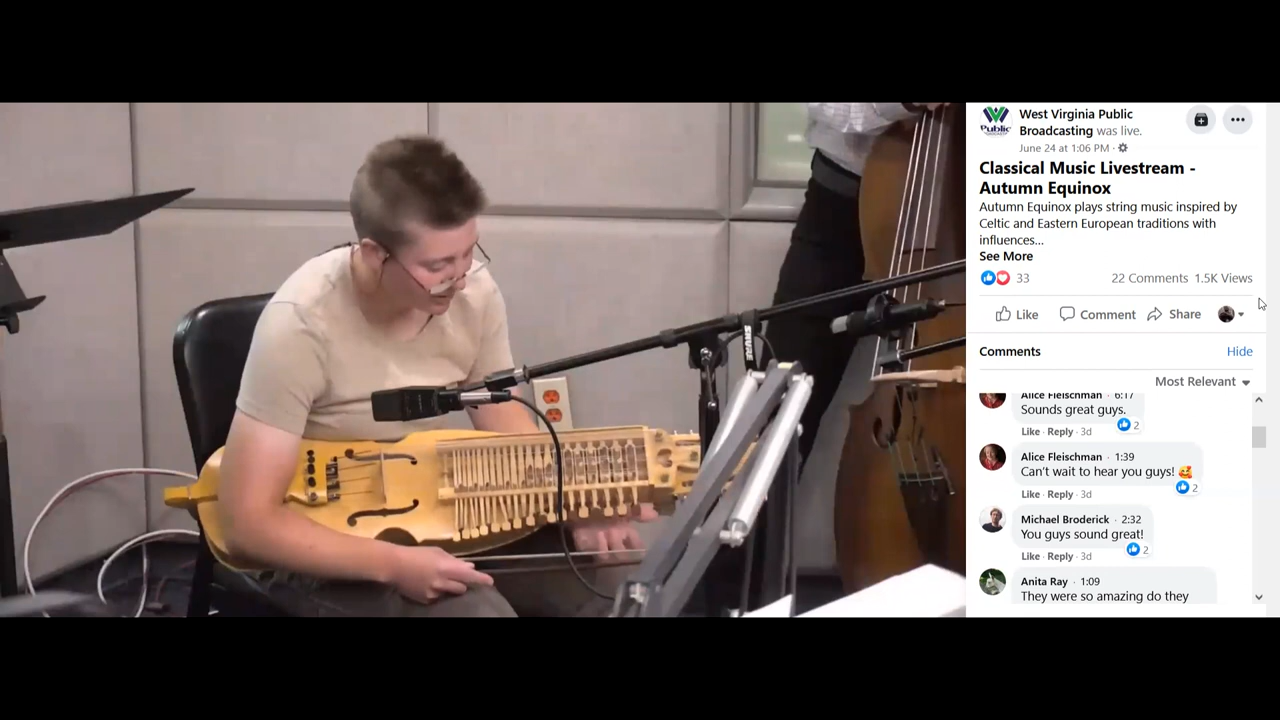 West Virginia Public
Broadcasting was live.
June 24 at 1:06 PM ·
Classical Music Livestream -
Autumn Equinox
Autumn Equinox plays string music inspired by
Celtic and Eastern European traditions with
influences...
See More
33 22 Comments 1.5K Views
Like Comment Share
Comments Hide
Most Relevant
Alice Fleischman · 6:17
Sounds great guys.
2
Like · Reply · 3d
Alice Fleischman · 1:39
Can't wait to hear you guys! 🥰
2
Like · Reply · 3d
Michael Broderick · 2:32
You guys sound great!
2
Like · Reply · 3d
Anita Ray · 1:09
They were so amazing do they
SHURE
Public